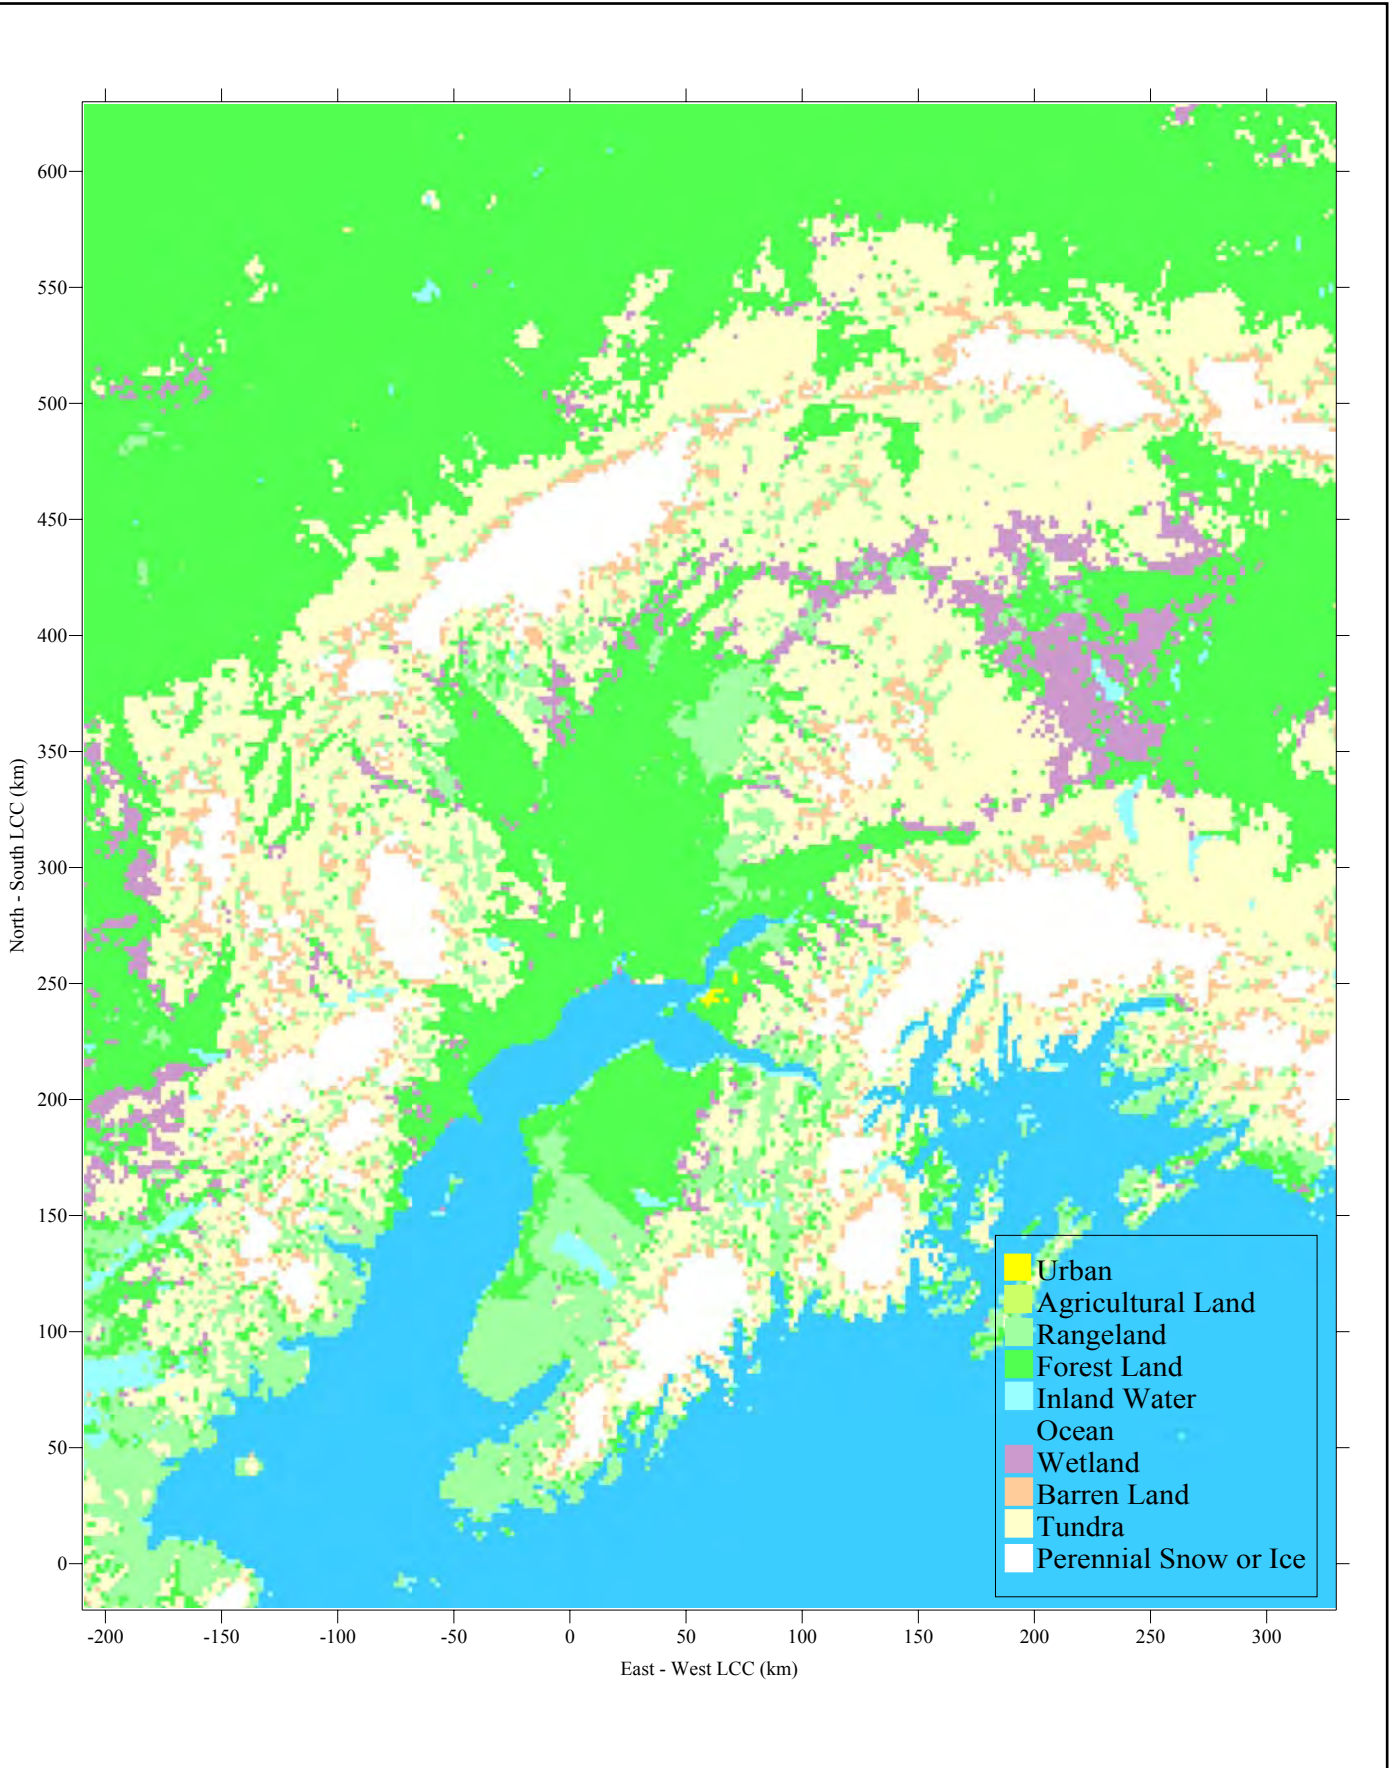 600
550
500
450
400
350
300
250
200
150
100
50
0
North - South LCC (km)
Urban
Agricultural Land
Rangeland
Forest Land
Inland Water
Ocean
Wetland
Barren Land
Tundra
Perennial Snow or Ice
-200 -150 -100 -50 0 50 100 150 200 250 300
East - West LCC (km)